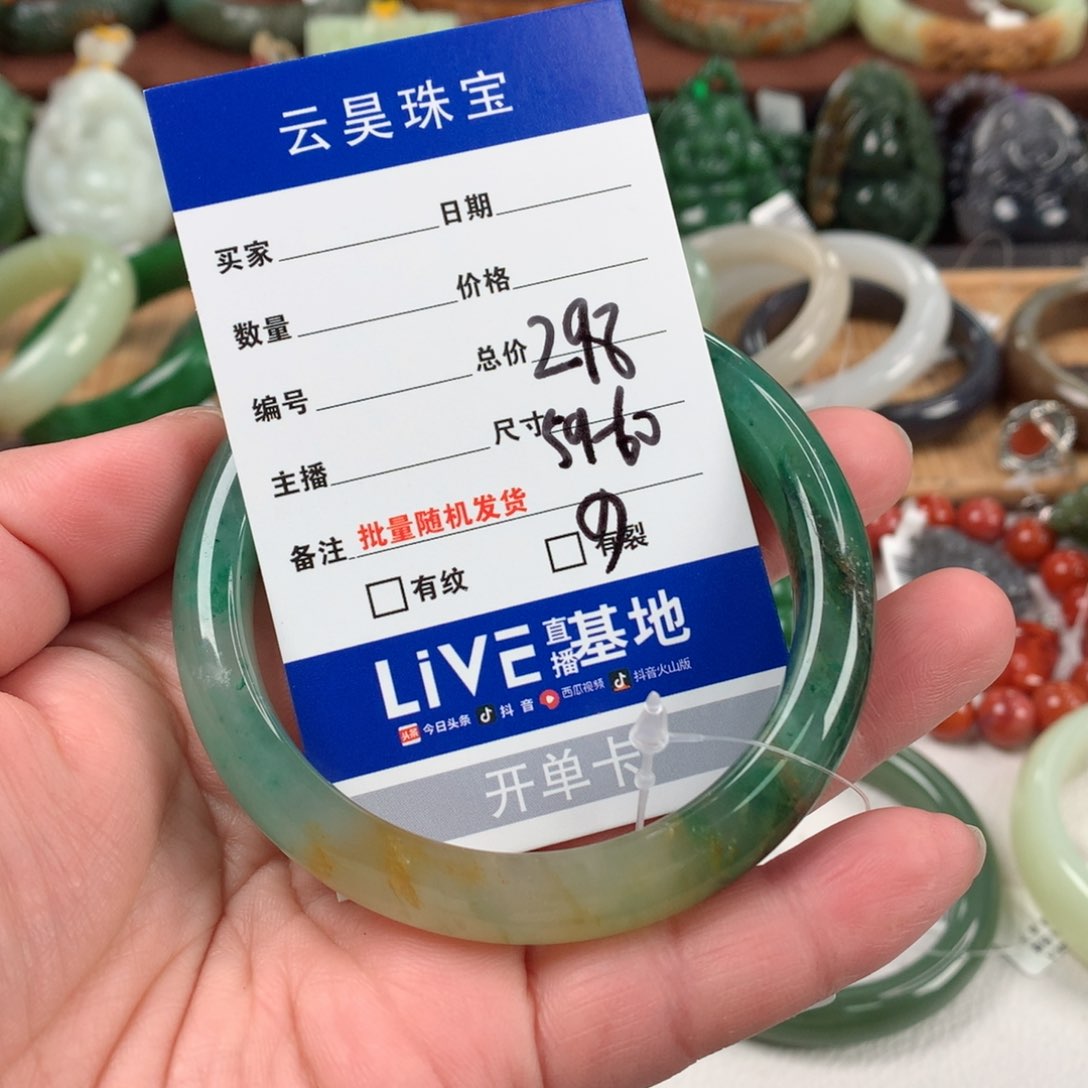 云昊珠宝
买家 日期
数量 价格
编号 总价 298
主播 尺寸 59-60
备注 批量随机发货 9
有纹 有裂
LiVE 直播基地
今日头条 抖音 西瓜视频 抖音火山版
开单卡